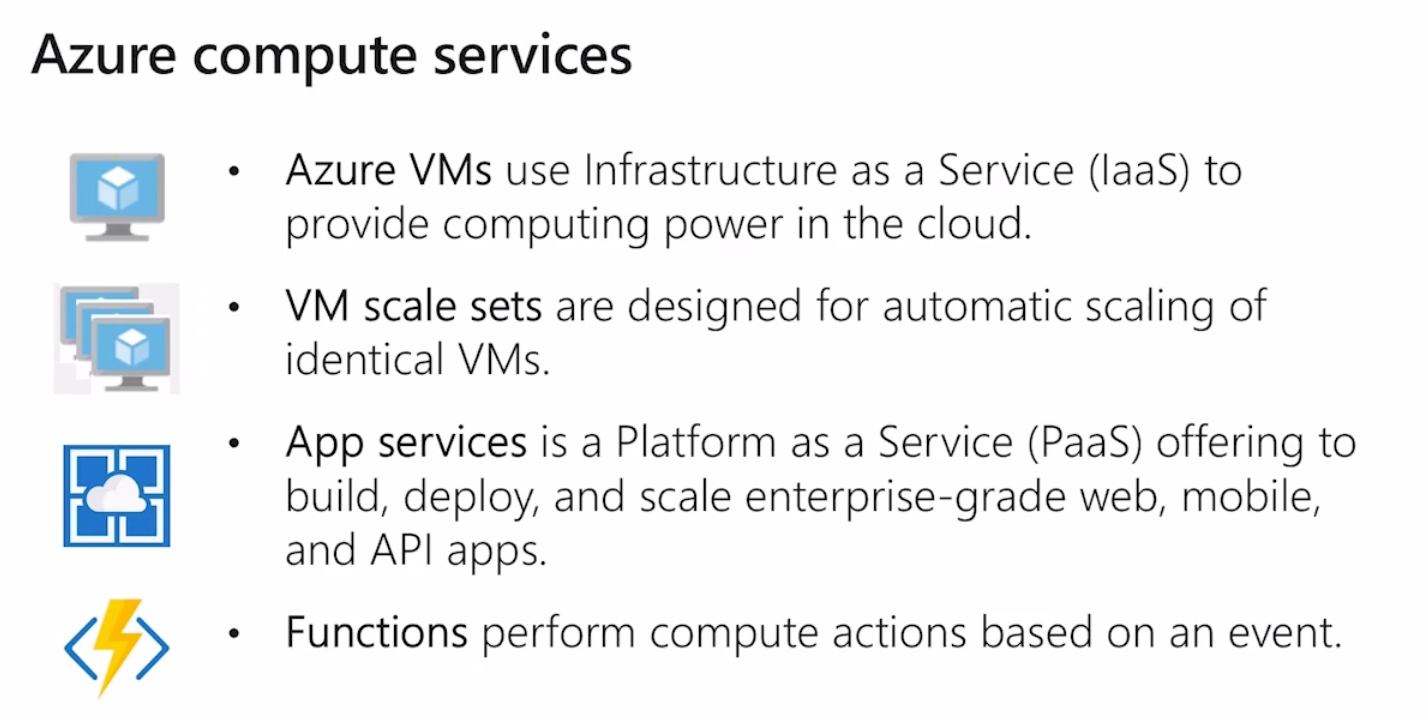 Azure compute services
• Azure VMs use Infrastructure as a Service (IaaS) to
provide computing power in the cloud.
• VM scale sets are designed for automatic scaling of
identical VMs.
• App services is a Platform as a Service (PaaS) offering to
build, deploy, and scale enterprise-grade web, mobile,
and API apps.
• Functions perform compute actions based on an event.